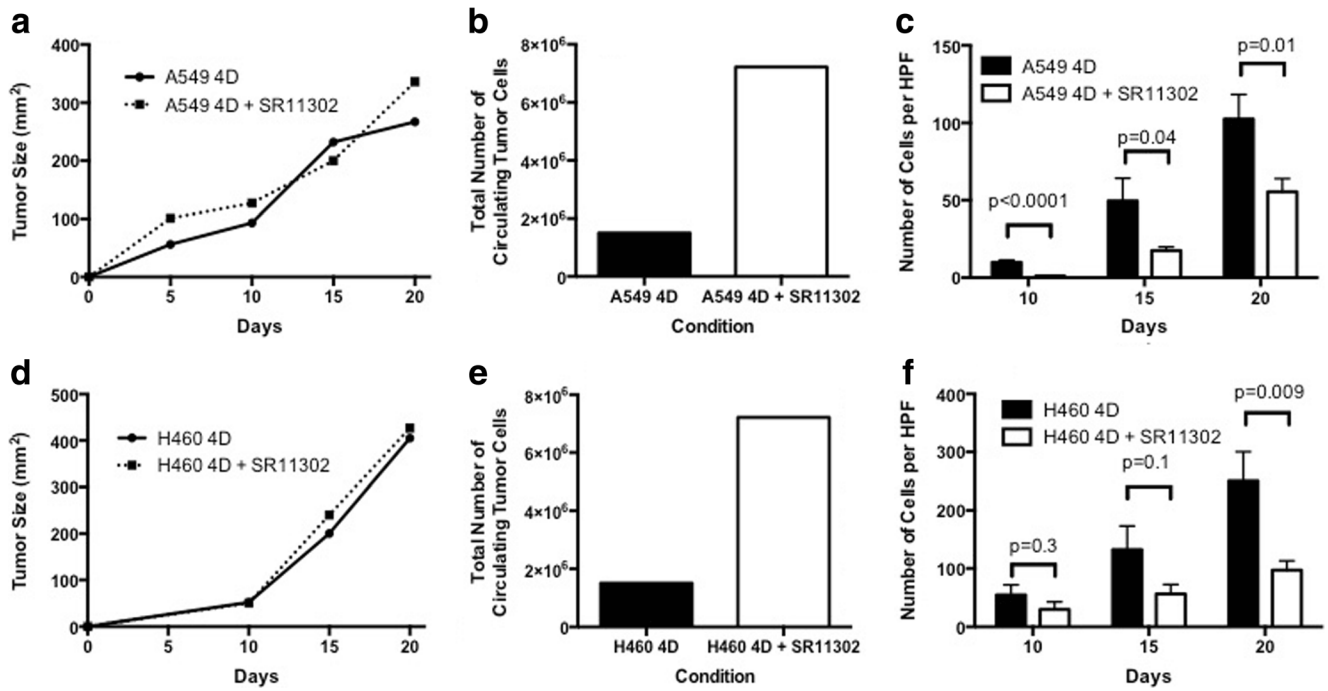 a
400
300
200
100
0
Tumor Size (mm²)
A549 4D
A549 4D + SR11302
0 5 10 15 20
Days
b
8×10⁶
6×10⁶
4×10⁶
2×10⁶
0
Total Number of
Circulating Tumor Cells
A549 4D A549 4D + SR11302
Condition
c
150
100
50
0
Number of Cells per HPF
A549 4D
A549 4D + SR11302
p<0.0001
p=0.04
p=0.01
10 15 20
Days
d
500
400
300
200
100
0
Tumor Size (mm²)
H460 4D
H460 4D + SR11302
0 5 10 15 20
Days
e
8×10⁶
6×10⁶
4×10⁶
2×10⁶
0
Total Number of
Circulating Tumor Cells
H460 4D H460 4D + SR11302
Condition
f
400
300
200
100
0
Number of Cells per HPF
H460 4D
H460 4D + SR11302
p=0.3
p=0.1
p=0.009
10 15 20
Days